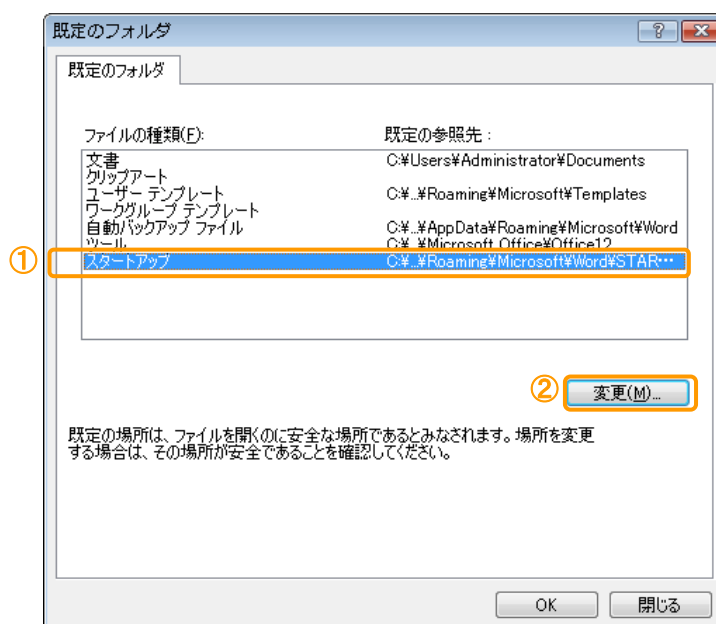 既定のフォルダ
既定のフォルダ
ファイルの種類(F): 既定の参照先：
文書 C:¥Users¥Administrator¥Documents
クリップアート
ユーザー テンプレート C:¥...¥Roaming¥Microsoft¥Templates
ワークグループ テンプレート
自動バックアップ ファイル C:¥...¥AppData¥Roaming¥Microsoft¥Word
ツール C:¥...¥Microsoft Office¥Office12
① スタートアップ C:¥...¥Roaming¥Microsoft¥Word¥STAR…
② 変更(M)...
既定の場所は、ファイルを開くのに安全な場所であるとみなされます。場所を変更
する場合は、その場所が安全であることを確認してください。
OK 閉じる